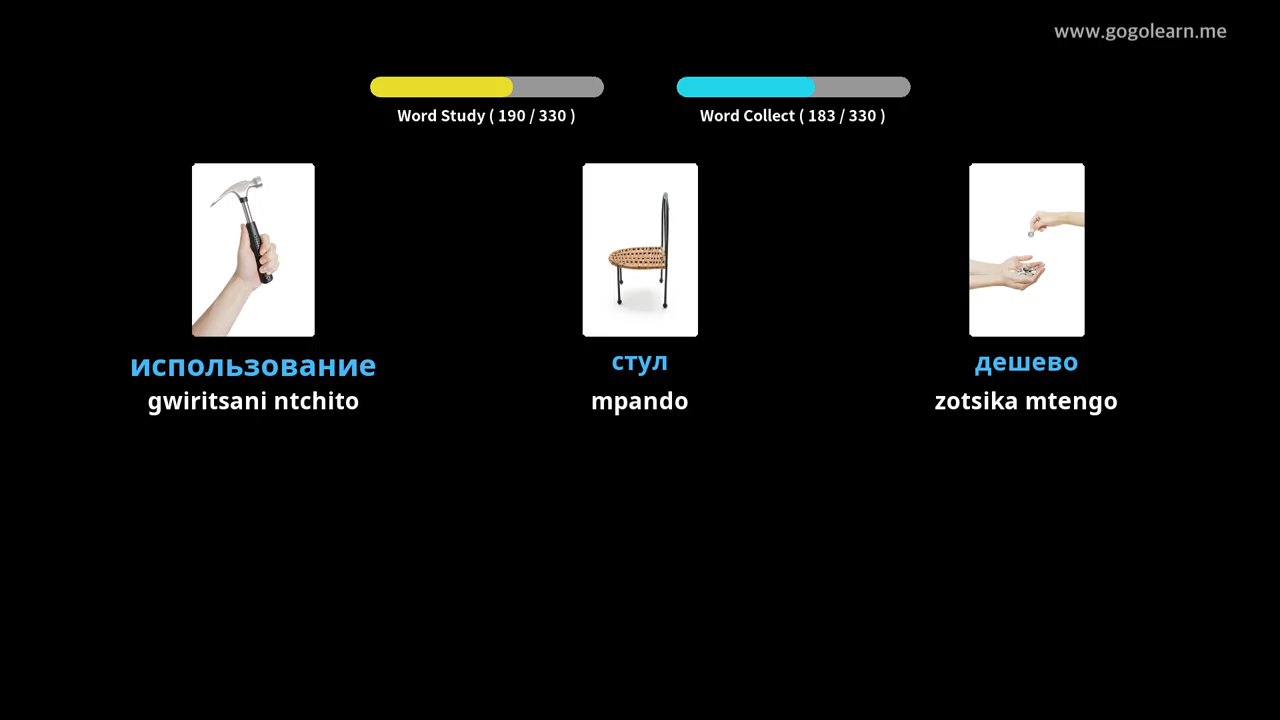 www.gogolearn.me
Word Study ( 190 / 330 )
Word Collect ( 183 / 330 )
использование
стул
дешево
gwiritsani ntchito
mpando
zotsika mtengo